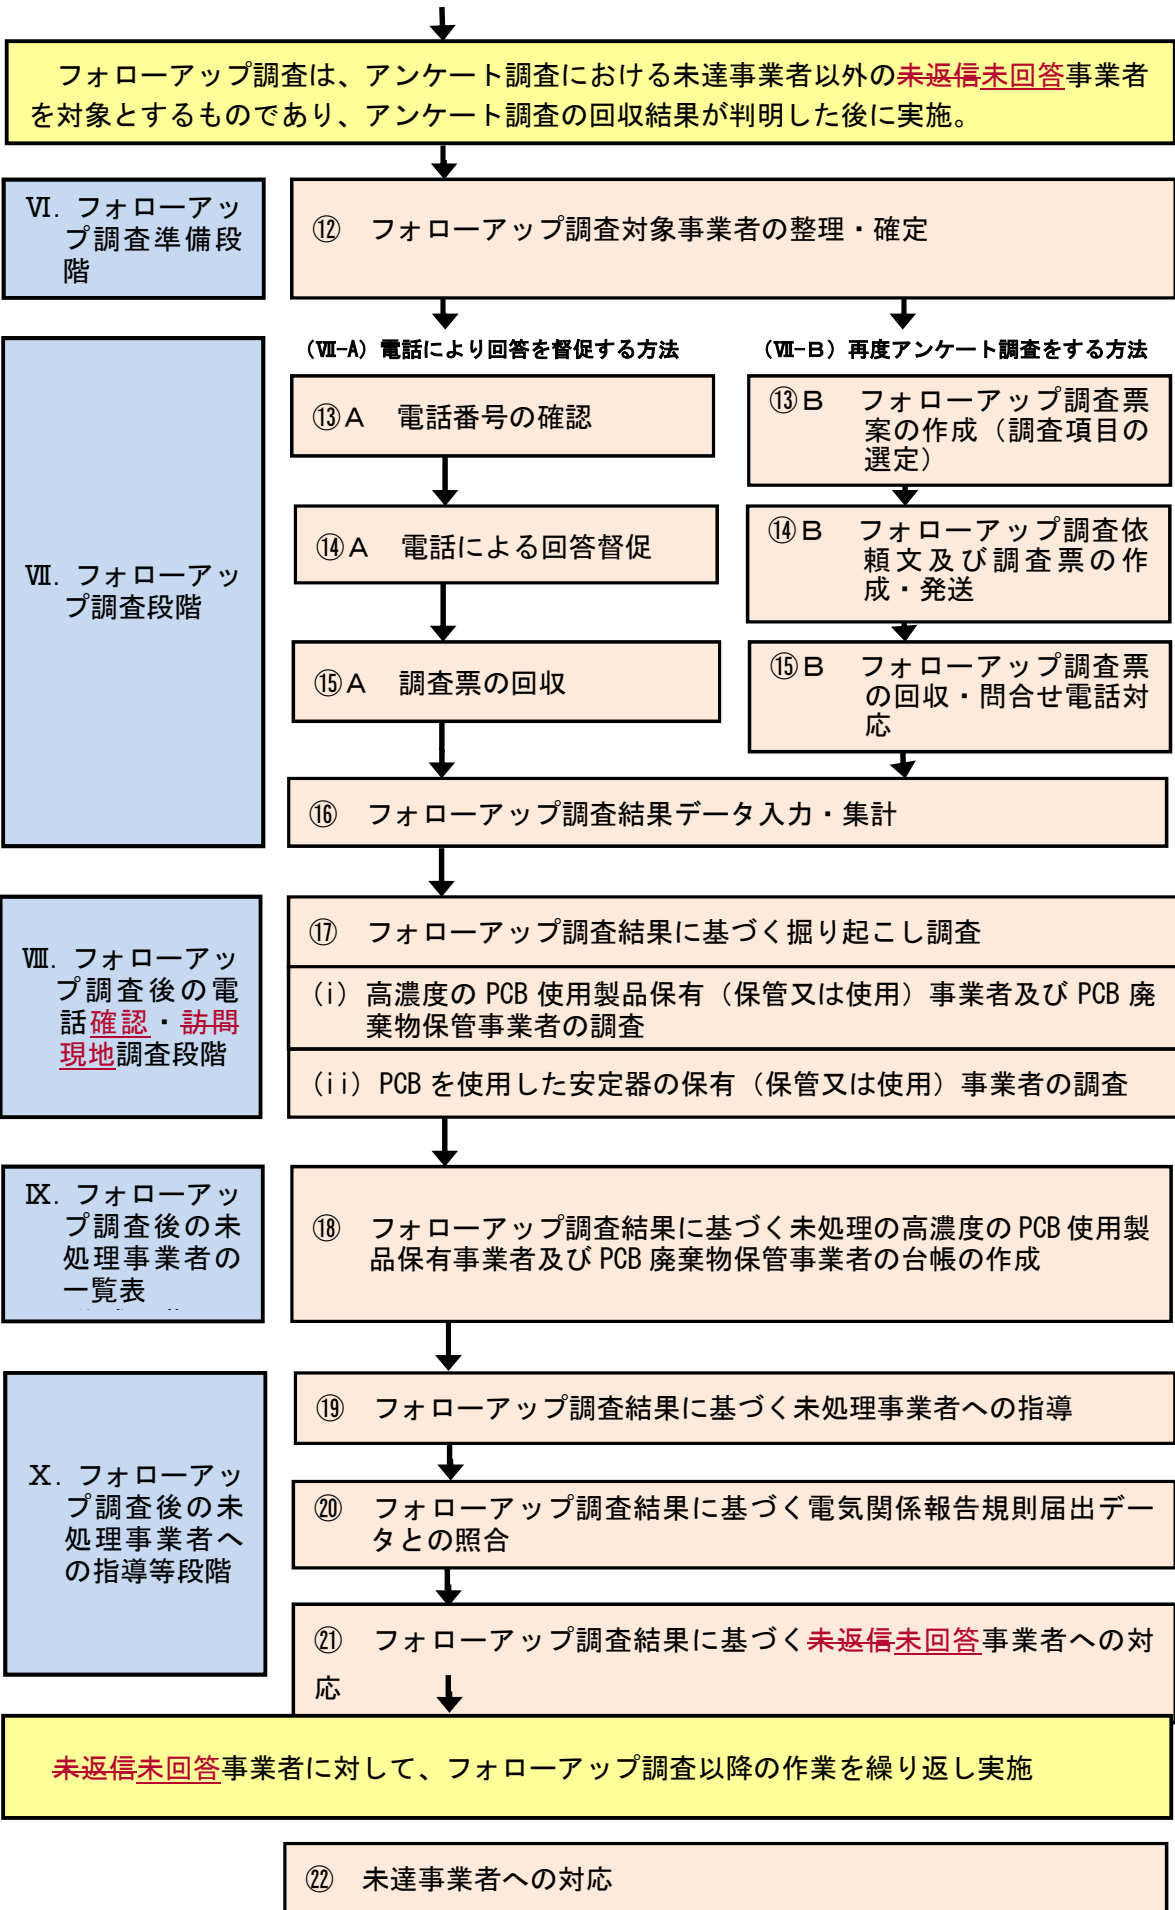 フォローアップ調査は、アンケート調査における未達事業者以外の未返信未回答事業者
を対象とするものであり、アンケート調査の回収結果が判明した後に実施。
Ⅵ. フォローアッ
プ調査準備段
階
⑫ フォローアップ調査対象事業者の整理・確定
(Ⅶ-A) 電話により回答を督促する方法
(Ⅶ-B) 再度アンケート調査をする方法
Ⅶ. フォローアッ
プ調査段階
⑬A 電話番号の確認
⑭A 電話による回答督促
⑮A 調査票の回収
⑬B フォローアップ調査票
案の作成（調査項目の
選定）
⑭B フォローアップ調査依
頼文及び調査票の作
成・発送
⑮B フォローアップ調査票
の回収・問合せ電話対
応
⑯ フォローアップ調査結果データ入力・集計
Ⅷ. フォローアッ
プ調査後の電
話確認・訪問
現地調査段階
⑰ フォローアップ調査結果に基づく掘り起こし調査
(i) 高濃度の PCB 使用製品保有（保管又は使用）事業者及び PCB 廃
棄物保管事業者の調査
(ii) PCB を使用した安定器の保有（保管又は使用）事業者の調査
Ⅸ. フォローアッ
プ調査後の未
処理事業者の
一覧表
⑱ フォローアップ調査結果に基づく未処理の高濃度の PCB 使用製
品保有事業者及び PCB 廃棄物保管事業者の台帳の作成
Ⅹ. フォローアッ
プ調査後の未
処理事業者へ
の指導等段階
⑲ フォローアップ調査結果に基づく未処理事業者への指導
⑳ フォローアップ調査結果に基づく電気関係報告規則届出デー
タとの照合
㉑ フォローアップ調査結果に基づく未返信未回答事業者への対
応
未返信未回答事業者に対して、フォローアップ調査以降の作業を繰り返し実施
㉒ 未達事業者への対応